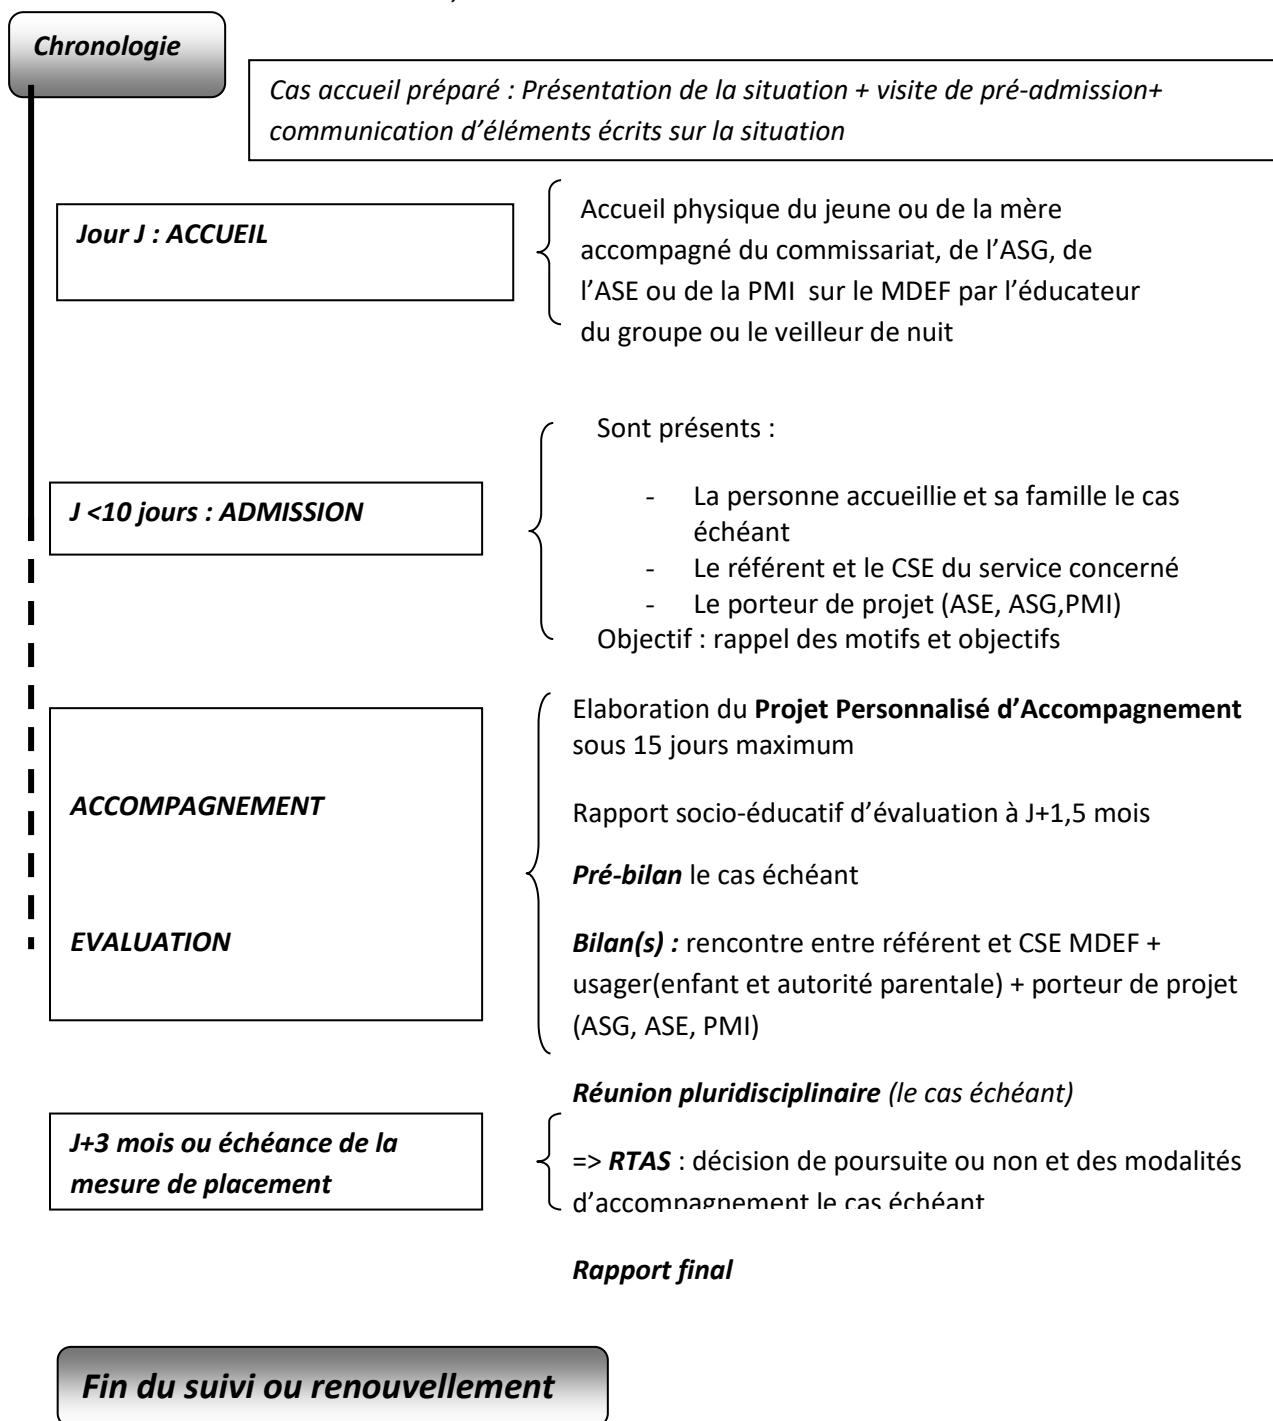 Chronologie
Cas accueil préparé : Présentation de la situation + visite de pré-admission+
communication d’éléments écrits sur la situation
Jour J : ACCUEIL
Accueil physique du jeune ou de la mère
accompagné du commissariat, de l’ASG, de
l’ASE ou de la PMI sur le MDEF par l’éducateur
du groupe ou le veilleur de nuit
J <10 jours : ADMISSION
Sont présents :
- La personne accueillie et sa famille le cas
échéant
- Le référent et le CSE du service concerné
- Le porteur de projet (ASE, ASG,PMI)
Objectif : rappel des motifs et objectifs
ACCOMPAGNEMENT
EVALUATION
Elaboration du Projet Personnalisé d’Accompagnement
sous 15 jours maximum
Rapport socio-éducatif d’évaluation à J+1,5 mois
Pré-bilan le cas échéant
Bilan(s) : rencontre entre référent et CSE MDEF +
usager(enfant et autorité parentale) + porteur de projet
(ASG, ASE, PMI)
Réunion pluridisciplinaire (le cas échéant)
J+3 mois ou échéance de la
mesure de placement
=> RTAS : décision de poursuite ou non et des modalités
d’accompagnement le cas échéant
Rapport final
Fin du suivi ou renouvellement